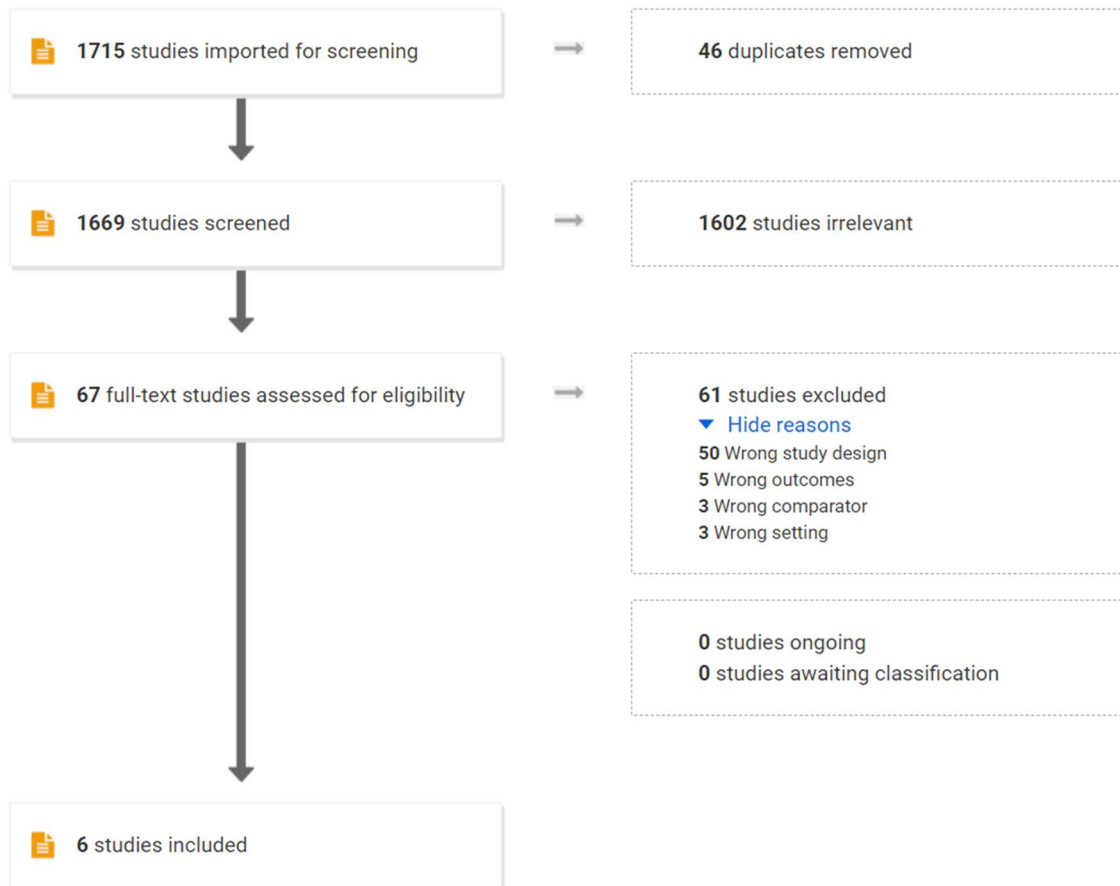 1715 studies imported for screening
46 duplicates removed
1669 studies screened
1602 studies irrelevant
67 full-text studies assessed for eligibility
61 studies excluded
Hide reasons
50 Wrong study design
5 Wrong outcomes
3 Wrong comparator
3 Wrong setting
0 studies ongoing
0 studies awaiting classification
6 studies included